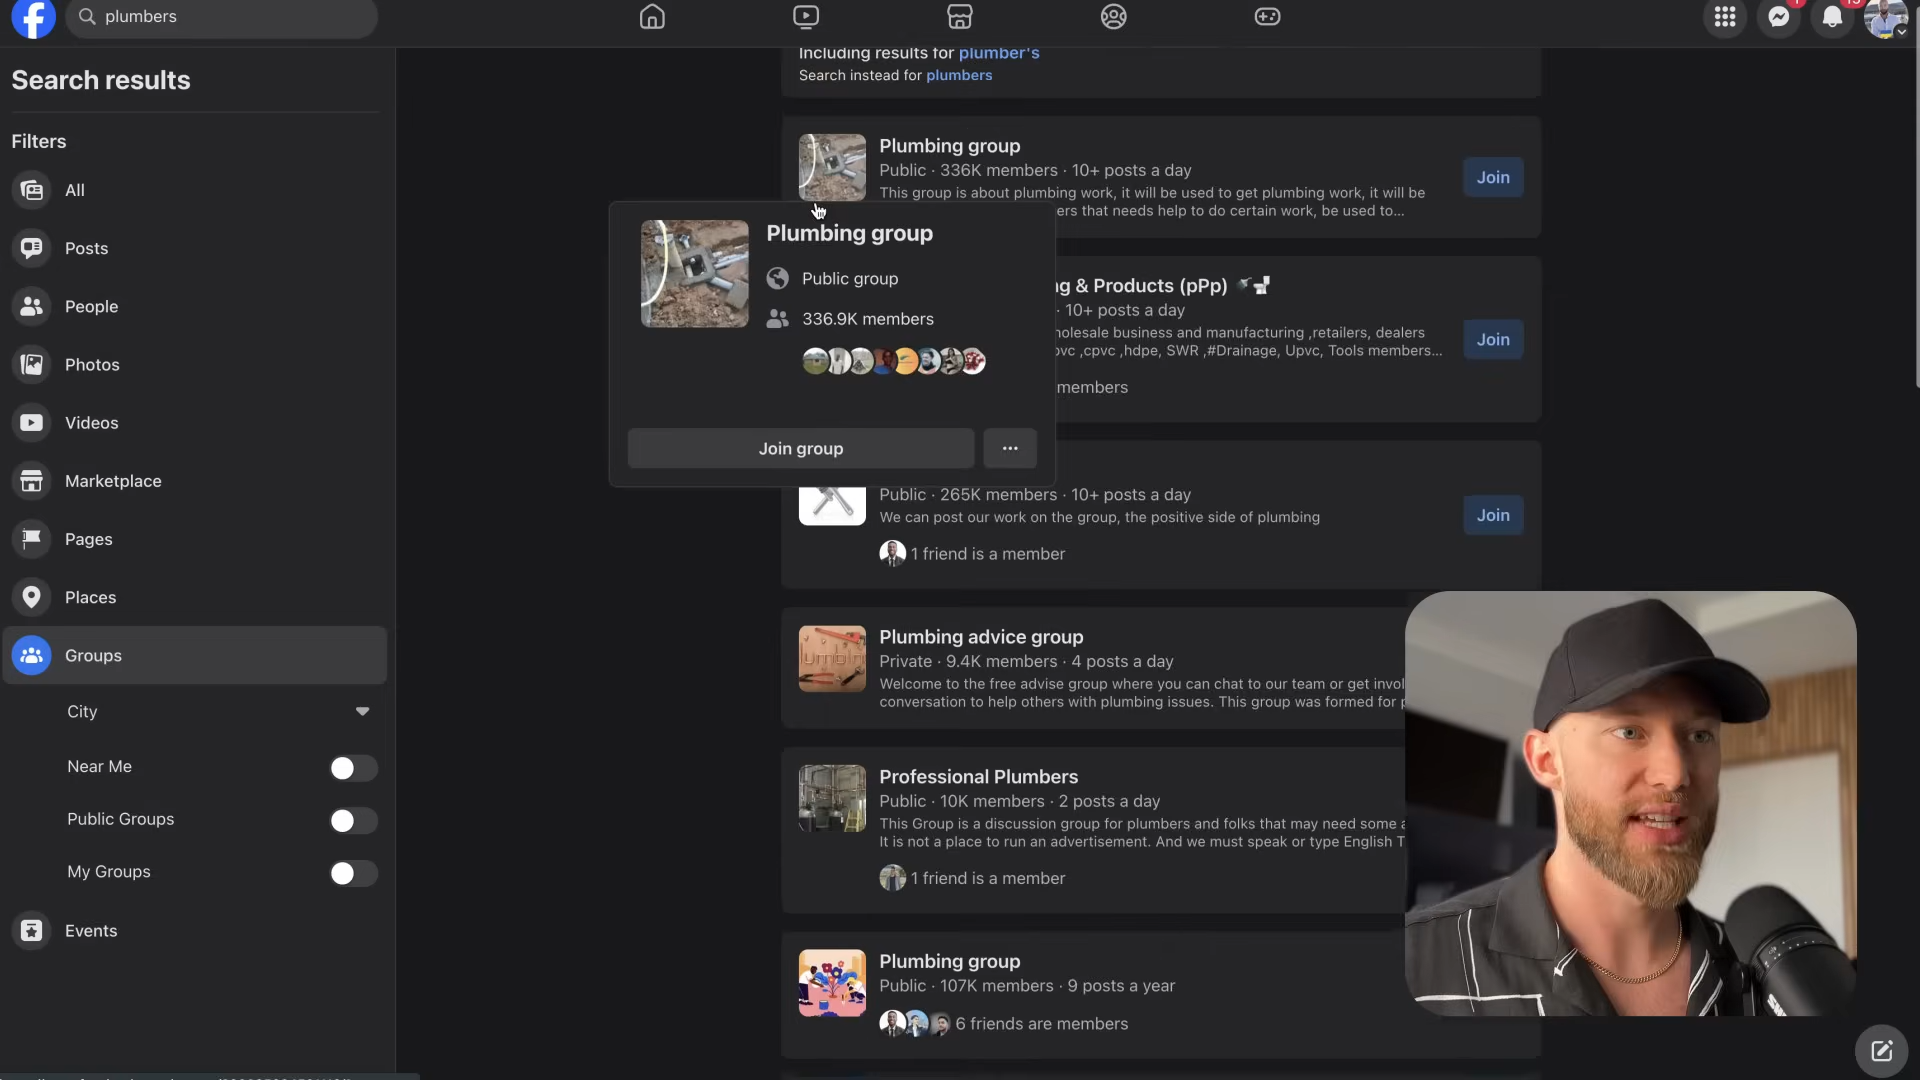 plumbers
Search results
Filters
All
Posts
People
Photos
Videos
Marketplace
Pages
Places
Groups
City
Near Me
Public Groups
My Groups
Events
Including results for plumber's
Search instead for plumbers
Plumbing group
Public · 336K members · 10+ posts a day
This group is about plumbing work, it will be used to get plumbing work, it will be
ers that needs help to do certain work, be used to...
Join
Plumbing group
Public group
336.9K members
Join group
g & Products (pPp)
· 10+ posts a day
holesale business and manufacturing ,retailers, dealers
pvc ,cpvc ,hdpe, SWR ,#Drainage, Upvc, Tools members...
members
Join
Public · 265K members · 10+ posts a day
We can post our work on the group, the positive side of plumbing
1 friend is a member
Join
Plumbing advice group
Private · 9.4K members · 4 posts a day
Welcome to the free advise group where you can chat to our team or get invol
conversation to help others with plumbing issues. This group was formed for p
Professional Plumbers
Public · 10K members · 2 posts a day
This Group is a discussion group for plumbers and folks that may need some a
It is not a place to run an advertisement. And we must speak or type English T
1 friend is a member
Plumbing group
Public · 107K members · 9 posts a year
6 friends are members